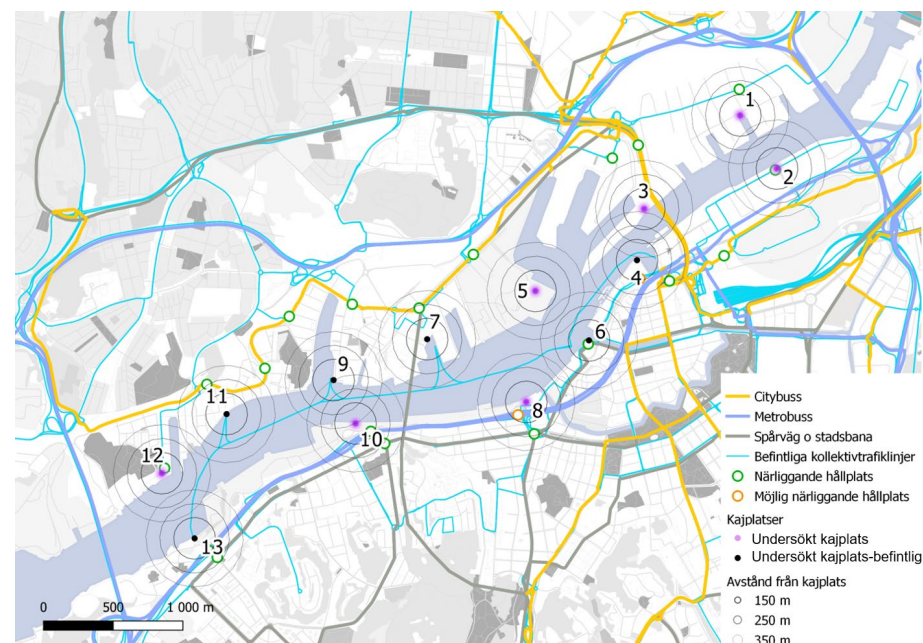 1
2
3
4
5
6
7
8
9
10
11
12
13
Citybuss
Metrobuss
Spårväg o stadsbana
Befintliga kollektivtrafiklinjer
Närliggande hållplats
Möjlig närliggande hållplats
Kajplatser
Undersökt kajplats
Undersökt kajplats-befintlig
Avstånd från kajplats
150 m
250 m
350 m
0 500 1 000 m